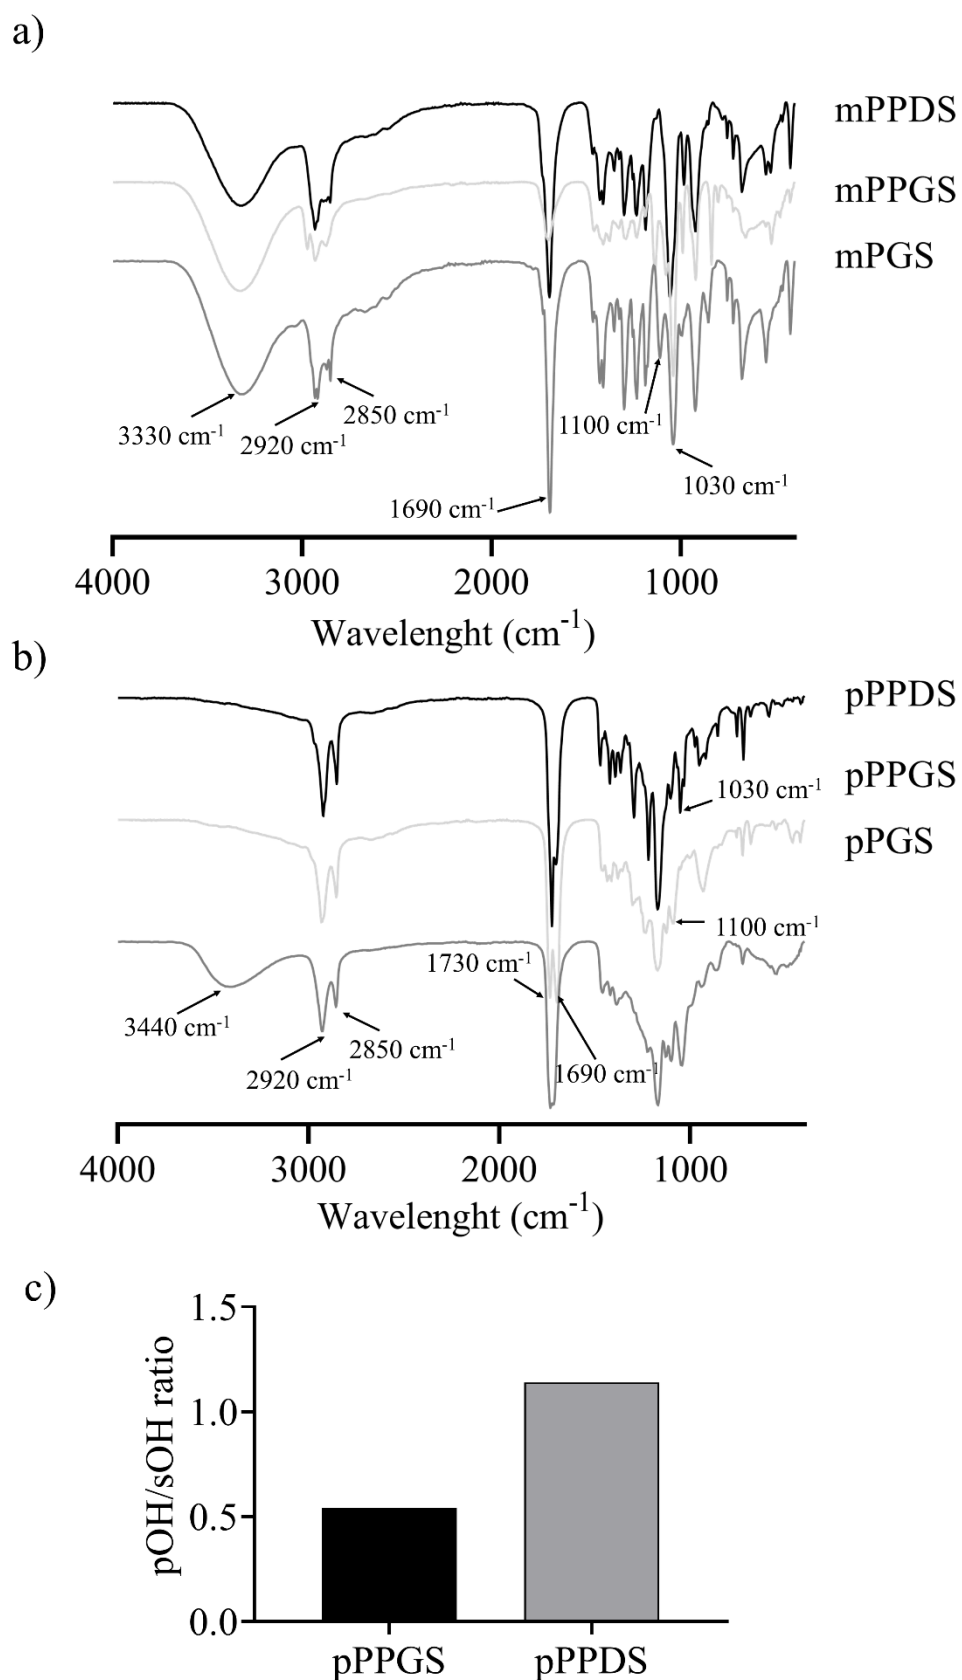 a)
mPPDS
mPPGS
mPGS
3330 cm⁻¹
2920 cm⁻¹
2850 cm⁻¹
1690 cm⁻¹
1100 cm⁻¹
1030 cm⁻¹
4000 3000 2000 1000
Wavelenght (cm⁻¹)
b)
pPPDS
pPPGS
pPGS
1030 cm⁻¹
1100 cm⁻¹
1730 cm⁻¹
3440 cm⁻¹
2850 cm⁻¹
2920 cm⁻¹
1690 cm⁻¹
4000 3000 2000 1000
Wavelenght (cm⁻¹)
c)
pOH/sOH ratio
1.5
1.0
0.5
0.0
pPPGS pPPDS